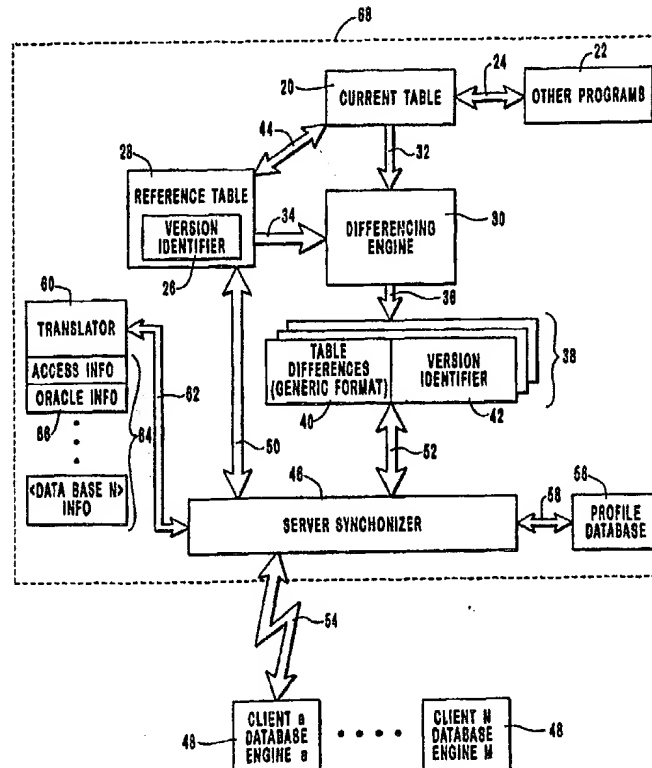 68
20
CURRENT TABLE
24
22
OTHER PROGRAMS
44
32
28
REFERENCE TABLE
VERSION
IDENTIFIER
26
34
DIFFERENCING
ENGINE
30
36
60
TRANSLATOR
ACCESS INFO
ORACLE INFO
66
<DATA BASE N>
INFO
64
62
TABLE
DIFFERENCES
(GENERIC FORMAT)
VERSION
IDENTIFIER
38
40
42
50
52
46
SERVER SYNCHONIZER
58
56
PROFILE
DATABASE
54
48
CLIENT a
DATABASE
ENGINE a
CLIENT N
DATABASE
ENGINE M
48